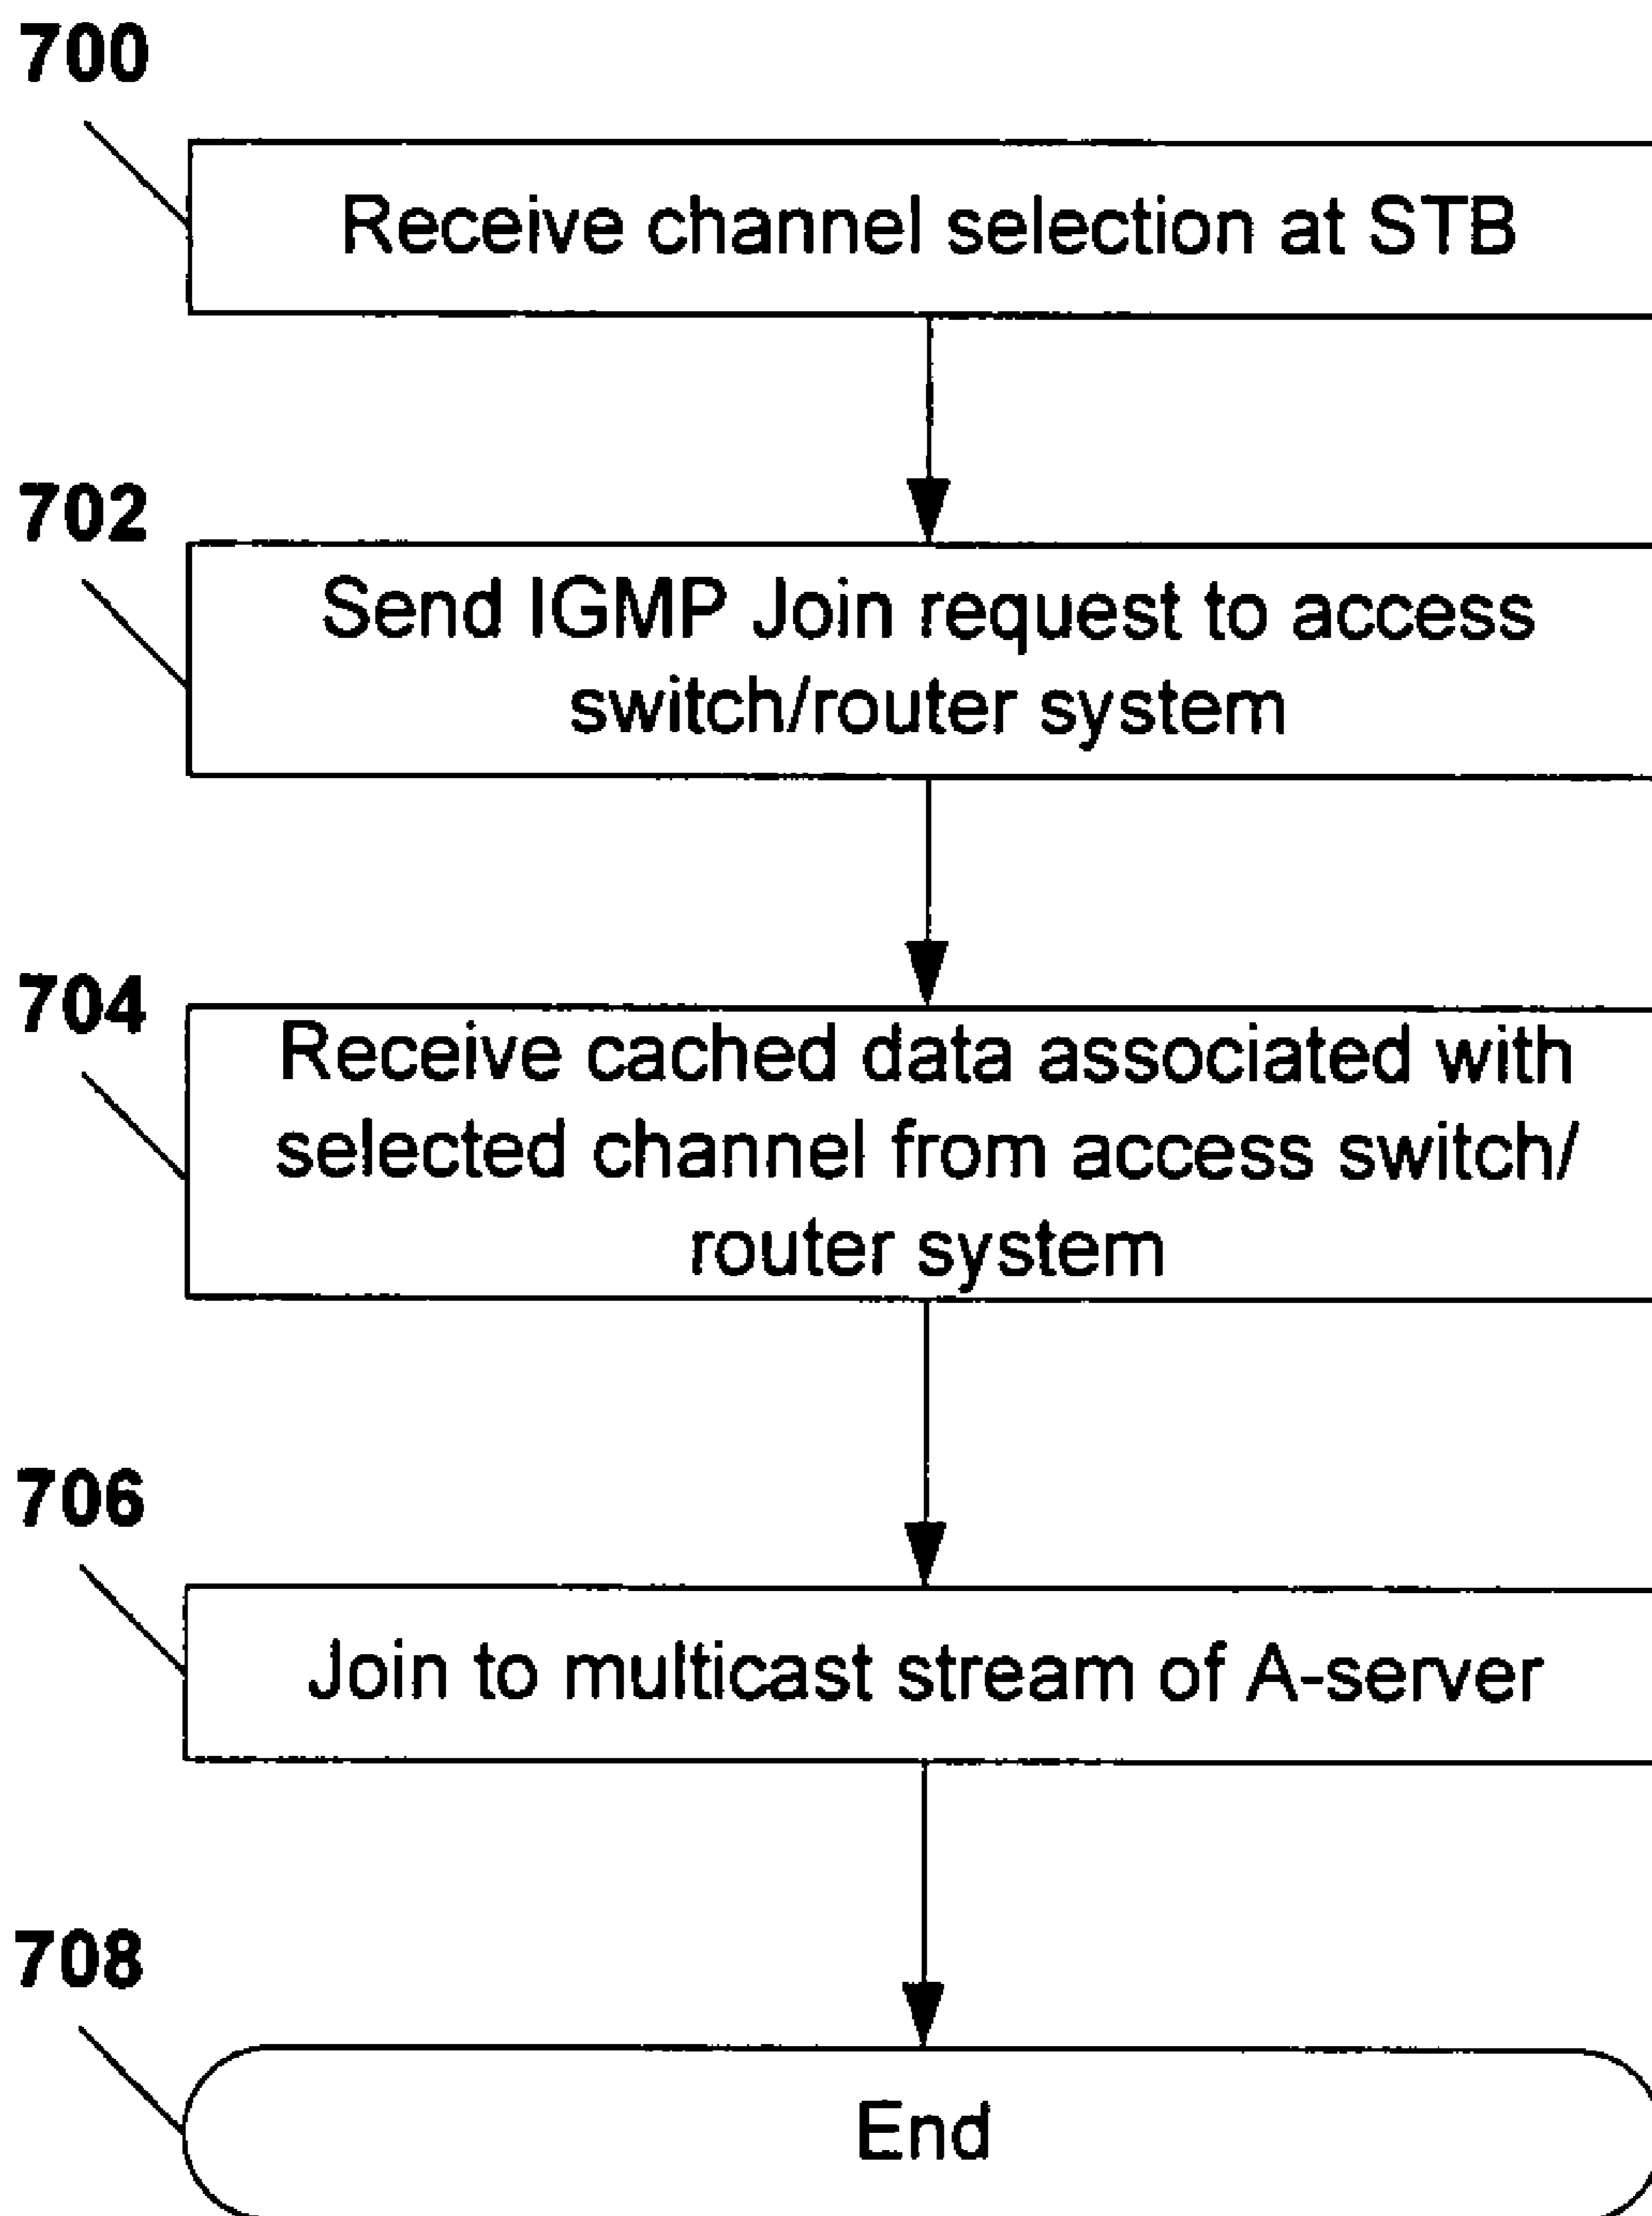 700
Receive channel selection at STB
702
Send IGMP Join request to access
switch/router system
704
Receive cached data associated with
selected channel from access switch/
router system
706
Join to multicast stream of A-server
708
End